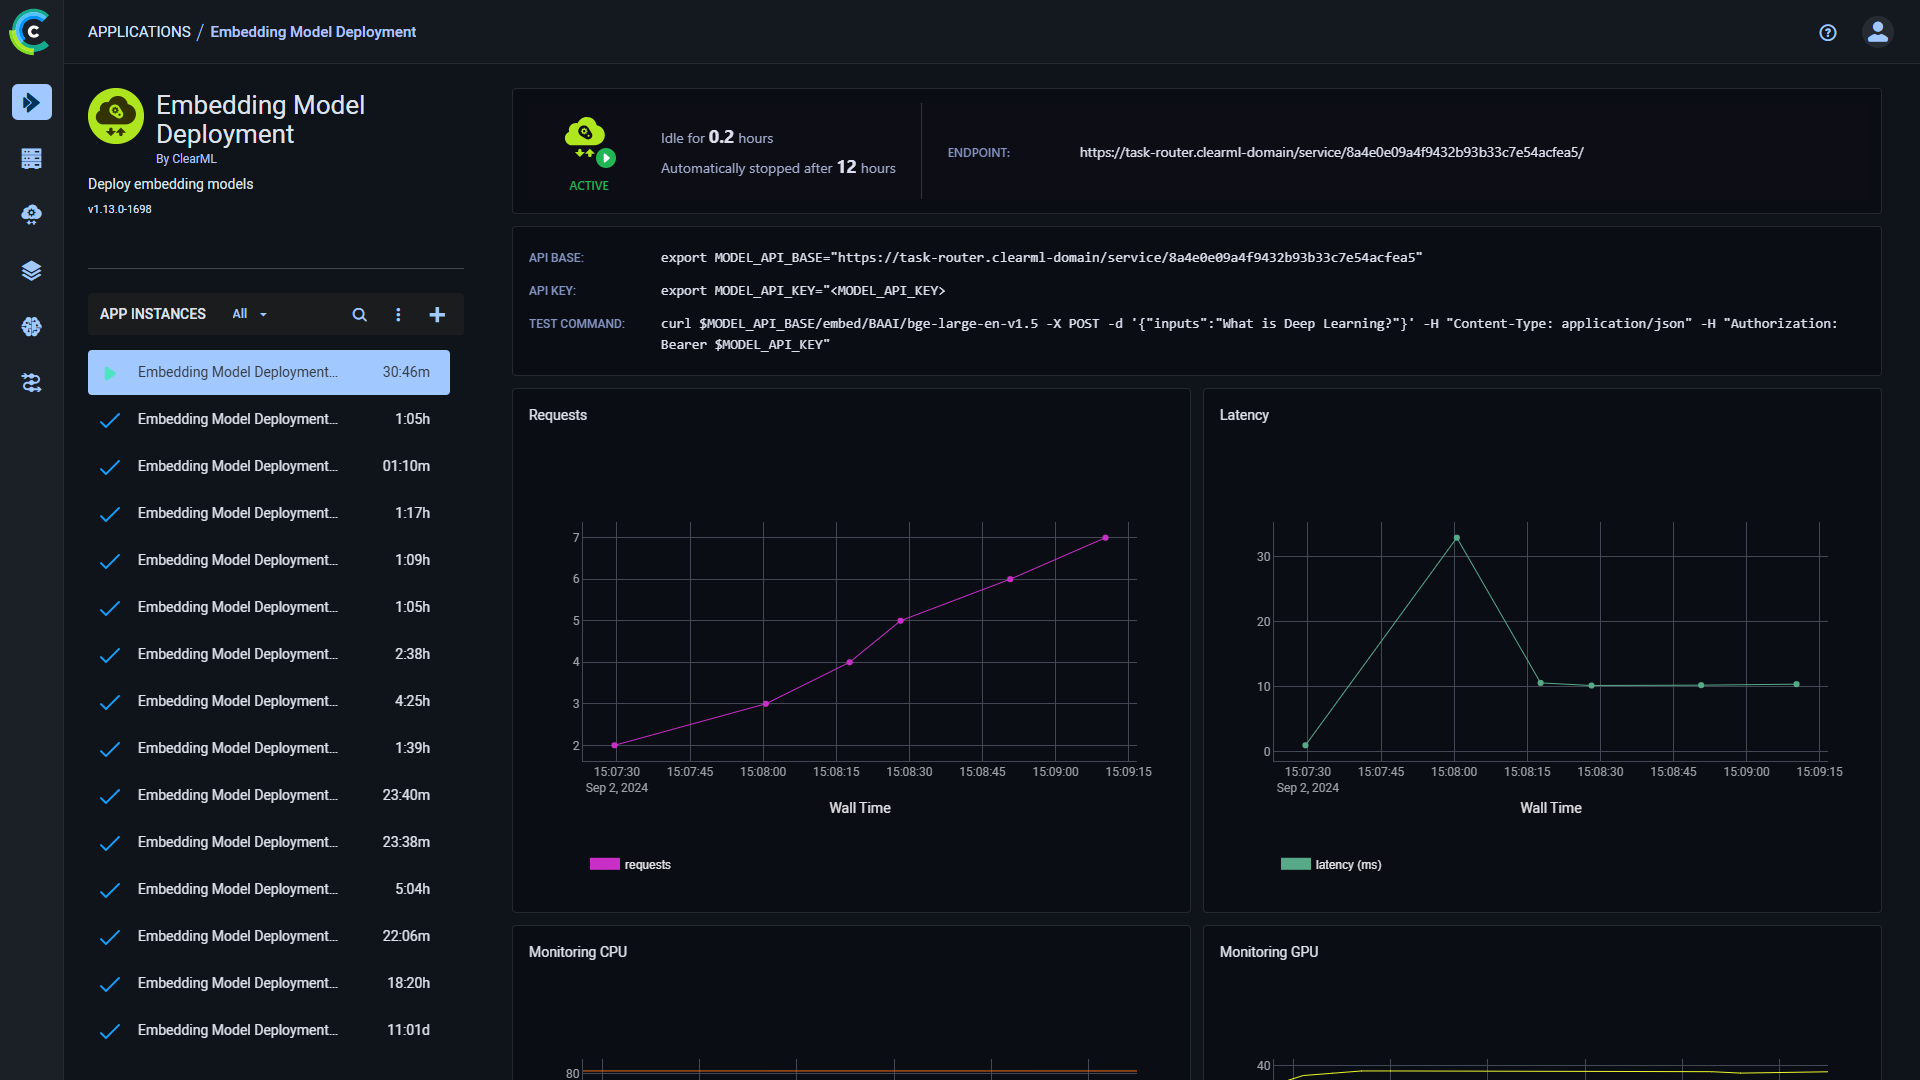 APPLICATIONS / Embedding Model Deployment
Embedding Model
Deployment
By ClearML
Deploy embedding models
v1.13.0-1698
APP INSTANCES All
Embedding Model Deployment... 30:46m
Embedding Model Deployment... 1:05h
Embedding Model Deployment... 01:10m
Embedding Model Deployment... 1:17h
Embedding Model Deployment... 1:09h
Embedding Model Deployment... 1:05h
Embedding Model Deployment... 2:38h
Embedding Model Deployment... 4:25h
Embedding Model Deployment... 1:39h
Embedding Model Deployment... 23:40m
Embedding Model Deployment... 23:38m
Embedding Model Deployment... 5:04h
Embedding Model Deployment... 22:06m
Embedding Model Deployment... 18:20h
Embedding Model Deployment... 11:01d
ACTIVE
Idle for 0.2 hours
Automatically stopped after 12 hours
ENDPOINT: https://task-router.clearml-domain/service/8a4e0e09a4f9432b93b33c7e54acfea5/
API BASE: export MODEL_API_BASE="https://task-router.clearml-domain/service/8a4e0e09a4f9432b93b33c7e54acfea5"
API KEY: export MODEL_API_KEY="<MODEL_API_KEY>
TEST COMMAND: curl $MODEL_API_BASE/embed/BAAI/bge-large-en-v1.5 -X POST -d '{"inputs":"What is Deep Learning?"}' -H "Content-Type: application/json" -H "Authorization:
Bearer $MODEL_API_KEY"
Requests
7
6
5
4
3
2
15:07:30 15:07:45 15:08:00 15:08:15 15:08:30 15:08:45 15:09:00 15:09:15
Sep 2, 2024
Wall Time
requests
Latency
30
20
10
0
15:07:30 15:07:45 15:08:00 15:08:15 15:08:30 15:08:45 15:09:00 15:09:15
Sep 2, 2024
Wall Time
latency (ms)
Monitoring CPU
80
Monitoring GPU
40